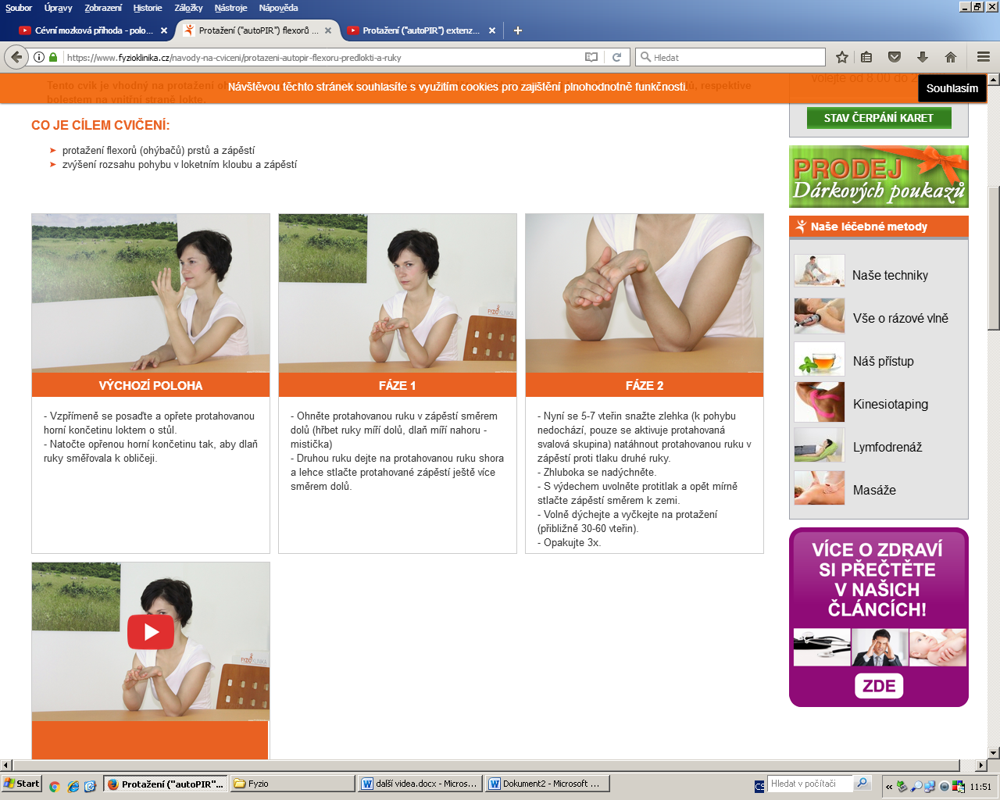 Soubor Úpravy Zobrazení Historie Záložky Nástroje Nápověda
Cévní mozková příhoda - polo... Protažení ("autoPIR") flexorů ... Protažení ("autoPIR") extenz...
https://www.fyzioklinika.cz/navody-na-cviceni/protazeni-autopir-flexoru-predlokti-a-ruky
Hledat
Návštěvou těchto stránek souhlasíte s využitím cookies pro zajištění plnohodnotné funkčnosti.
Souhlasím
Tento cvik je vhodný na protažení
respektive
bolestem na vnitřní straně lokte.
volejte od 8.00 do
STAV ČERPÁNÍ KARET
CO JE CÍLEM CVIČENÍ:
protažení flexorů (ohýbačů) prstů a zápěstí
zvýšení rozsahu pohybu v loketním kloubu a zápěstí
VÝCHOZÍ POLOHA
- Vzpřímeně se posaďte a opřete protahovanou
horní končetinu loktem o stůl.
- Natočte opřenou horní končetinu tak, aby dlaň
ruky směřovala k obličeji.
FYZIOKLINIKA
FÁZE 1
- Ohněte protahovanou ruku v zápěstí směrem
dolů (hřbet ruky míří dolů, dlaň míří nahoru -
mistička)
- Druhou ruku dejte na protahovanou ruku shora
a lehce stlačte protahované zápěstí ještě více
směrem dolů.
FÁZE 2
- Nyní se 5-7 vteřin snažte zlehka (k pohybu
nedochází, pouze se aktivuje protahovaná
svalová skupina) natáhnout protahovanou ruku v
zápěstí proti tlaku druhé ruky.
- Zhluboka se nadýchněte.
- S výdechem uvolněte protitlak a opět mírně
stlačte zápěstí směrem k zemi.
- Volně dýchejte a vyčkejte na protažení
(přibližně 30-60 vteřin).
- Opakujte 3x.
FYZIOKLINIKA
PRODEJ
Dárkových poukazů
Naše léčebné metody
Naše techniky
Vše o rázové vlně
Náš přístup
Kinesiotaping
Lymfodrenáž
Masáže
VÍCE O ZDRAVÍ
SI PŘEČTĚTE
V NAŠICH
ČLÁNCÍCH!
ZDE
Start
Protažení ("autoPIR"...
Fyzio
další videa.docx - Micros...
Dokument2 - Microsoft ...
CS
Hledat v počítači
11:51